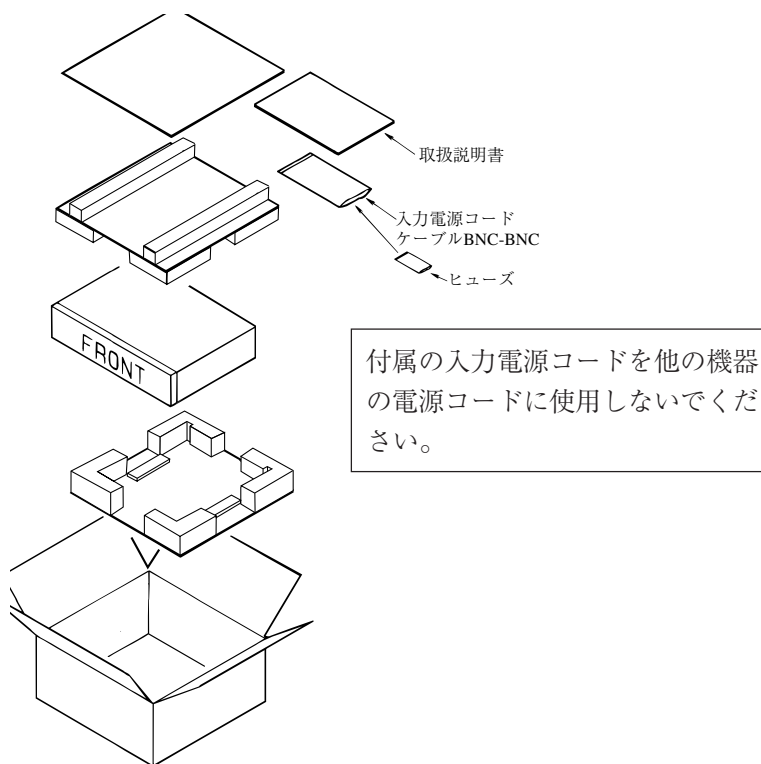 取扱説明書
入力電源コード
ケーブルBNC-BNC
ヒューズ
FRONT
付属の入力電源コードを他の機器
の電源コードに使用しないでくだ
さい。